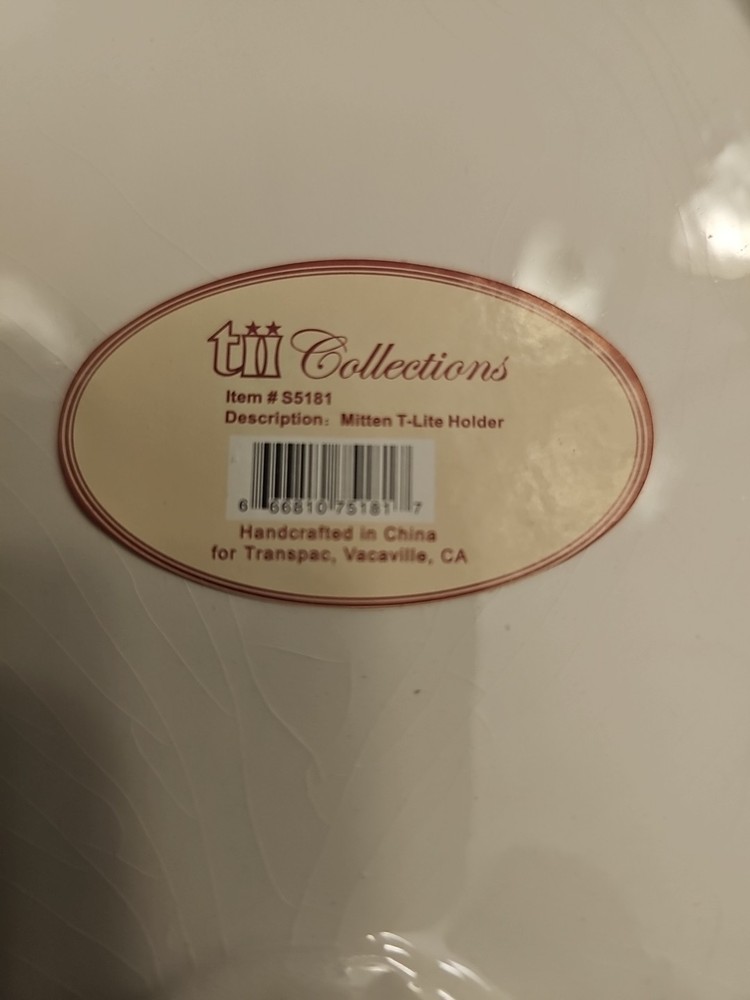 tii Collections
Item # S5181
Description: Mitten T-Lite Holder
6 66810 75181 7
Handcrafted in China
for Transpac, Vacaville, CA